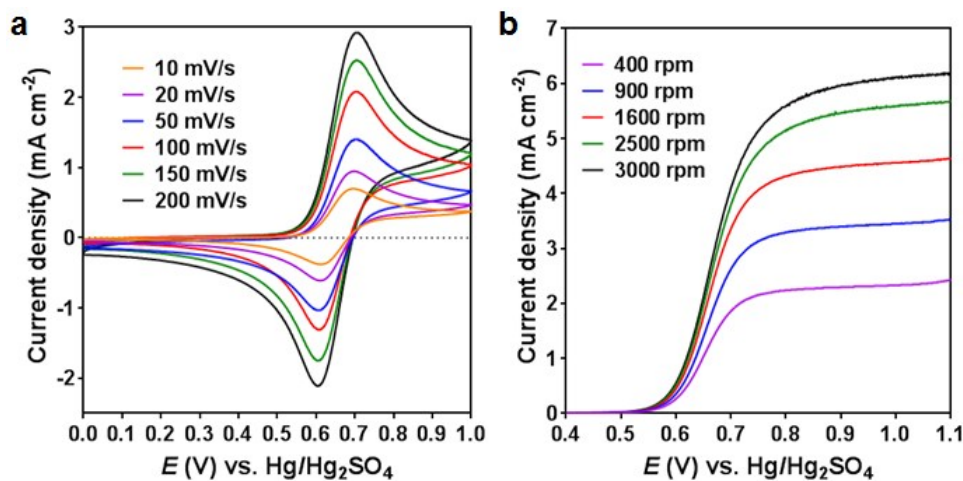 a
3
2
1
0
-1
-2
10 mV/s
20 mV/s
50 mV/s
100 mV/s
150 mV/s
200 mV/s
Current density (mA cm⁻²)
0.0 0.1 0.2 0.3 0.4 0.5 0.6 0.7 0.8 0.9 1.0
E (V) vs. Hg/Hg₂SO₄
b
7
6
5
4
3
2
1
0
400 rpm
900 rpm
1600 rpm
2500 rpm
3000 rpm
Current density (mA cm⁻²)
0.4 0.5 0.6 0.7 0.8 0.9 1.0 1.1
E (V) vs. Hg/Hg₂SO₄